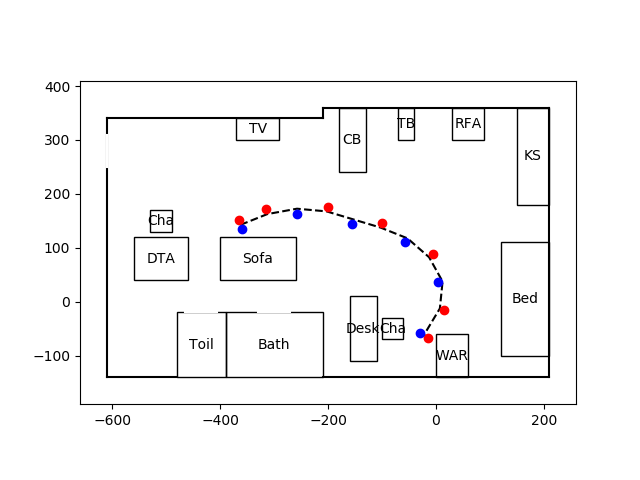 400
300
200
100
0
−100
TV
CB
TB
RFA
KS
Cha
DTA
Sofa
Bed
Toil
Bath
Desk
Cha
WAR
−600
−400
−200
0
200